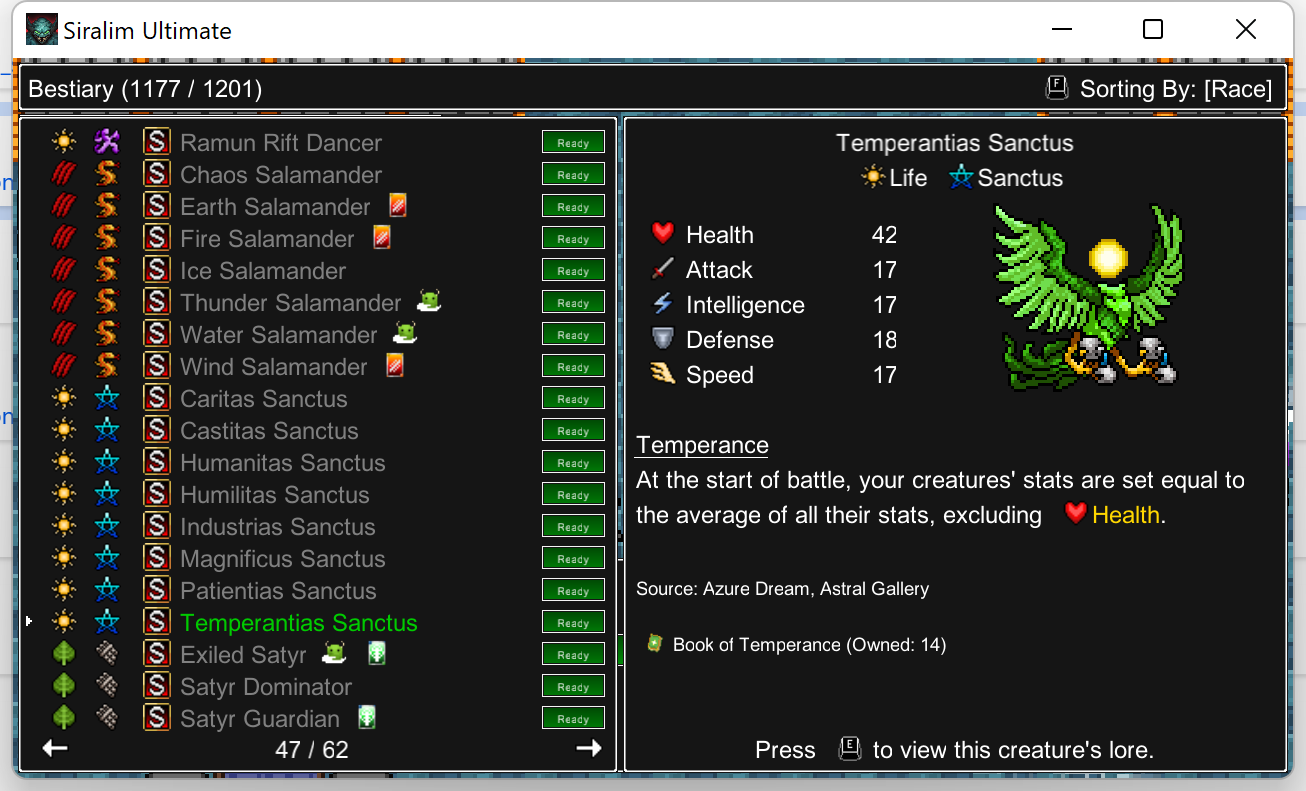 Siralim Ultimate
Bestiary (1177 / 1201)
F
Sorting By: [Race]
S Ramun Rift Dancer Ready
S Chaos Salamander Ready
S Earth Salamander Ready
S Fire Salamander Ready
S Ice Salamander Ready
S Thunder Salamander Ready
S Water Salamander Ready
S Wind Salamander Ready
S Caritas Sanctus Ready
S Castitas Sanctus Ready
S Humanitas Sanctus Ready
S Humilitas Sanctus Ready
S Industrias Sanctus Ready
S Magnificus Sanctus Ready
S Patientias Sanctus Ready
S Temperantias Sanctus Ready
S Exiled Satyr Ready
S Satyr Dominator Ready
S Satyr Guardian Ready
47 / 62
Temperantias Sanctus
Life Sanctus
Health 42
Attack 17
Intelligence 17
Defense 18
Speed 17
Temperance
At the start of battle, your creatures' stats are set equal to
the average of all their stats, excluding Health.
Source: Azure Dream, Astral Gallery
Book of Temperance (Owned: 14)
Press E to view this creature's lore.